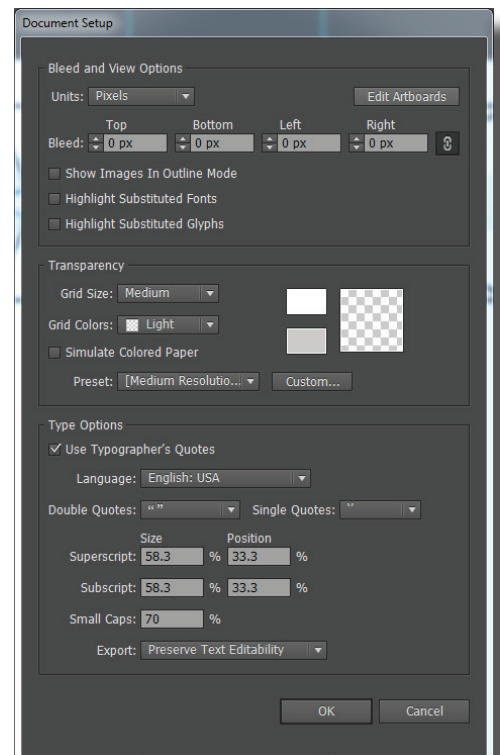 Document Setup
Bleed and View Options
Units: Pixels
Edit Artboards
Top Bottom Left Right
Bleed: 0 px 0 px 0 px 0 px
Show Images In Outline Mode
Highlight Substituted Fonts
Highlight Substituted Glyphs
Transparency
Grid Size: Medium
Grid Colors: Light
Simulate Colored Paper
Preset: [Medium Resolutio... Custom...
Type Options
Use Typographer's Quotes
Language: English: USA
Double Quotes: “ ” Single Quotes: ‘’
Size Position
Superscript: 58.3 % 33.3 %
Subscript: 58.3 % 33.3 %
Small Caps: 70 %
Export: Preserve Text Editability
OK Cancel